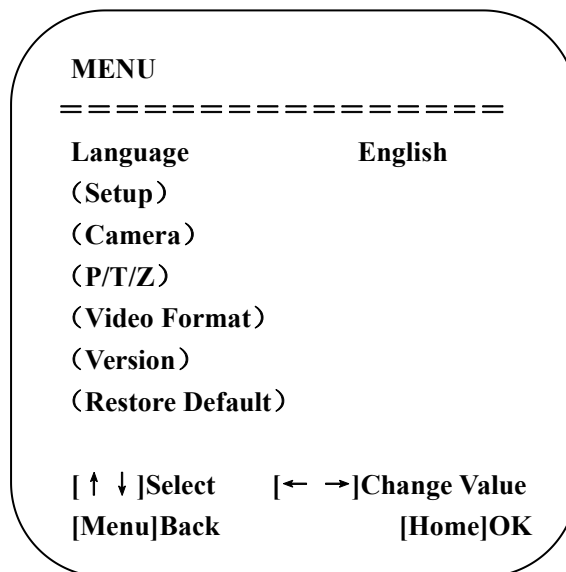 MENU
================
Language English
（Setup）
（Camera）
（P/T/Z）
（Video Format）
（Version）
（Restore Default）
[↑ ↓]Select [← →]Change Value
[Menu]Back [Home]OK